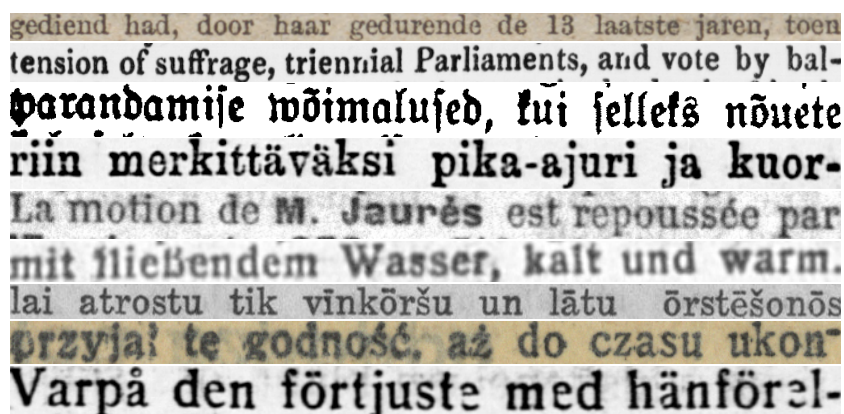 gediend had, door haar gedurende de 13 laatste jaren, toen
tension of suffrage, triennial Parliaments, and vote by bal-
parandamise wõimalused, kui selleks nõuete
riin merkittäväksi pika-ajuri ja kuor-
La motion de M. Jaurès est repoussée par
mit fließendem Wasser, kalt und warm.
lai atrostu tik vīnkōršu un lātu ōrstēšonōs
przyjął tę godność, aż do czasu ukoń-
Varpå den förtjuste med hänförel-